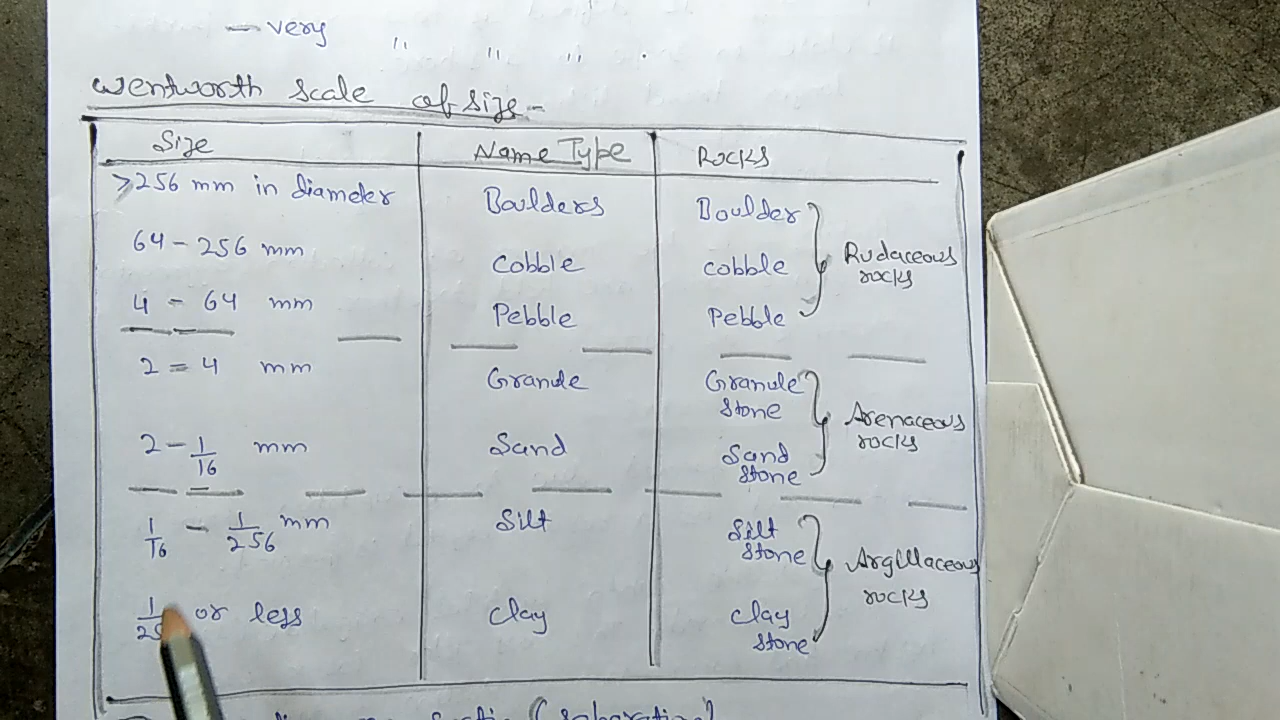 — very " " " .
Wentworth Scale of Size -
Size Name Type Rocks
>256 mm in diameter Boulders Boulder
64 - 256 mm Cobble cobble Rudaceous rocks
4 - 64 mm Pebble Pebble
2 = 4 mm Granule Granule Stone
Arenaceous rocks
2 - 1/16 mm Sand Sand Stone
1/16 - 1/256 mm Silt Silt Stone
Argillaceous rocks
or less Clay Clay Stone